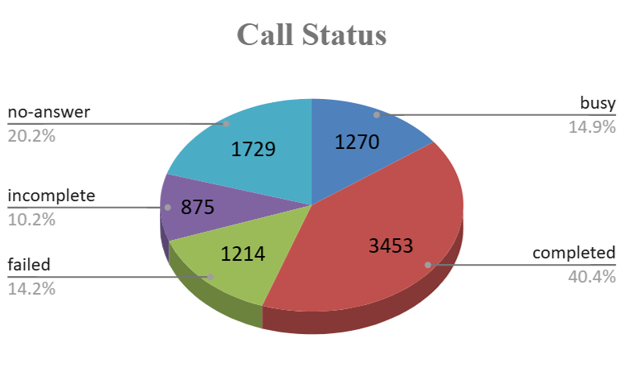 Call Status
no-answer
20.2%
busy
14.9%
1729
1270
incomplete
10.2%
875
3453
completed
40.4%
failed
14.2%
1214